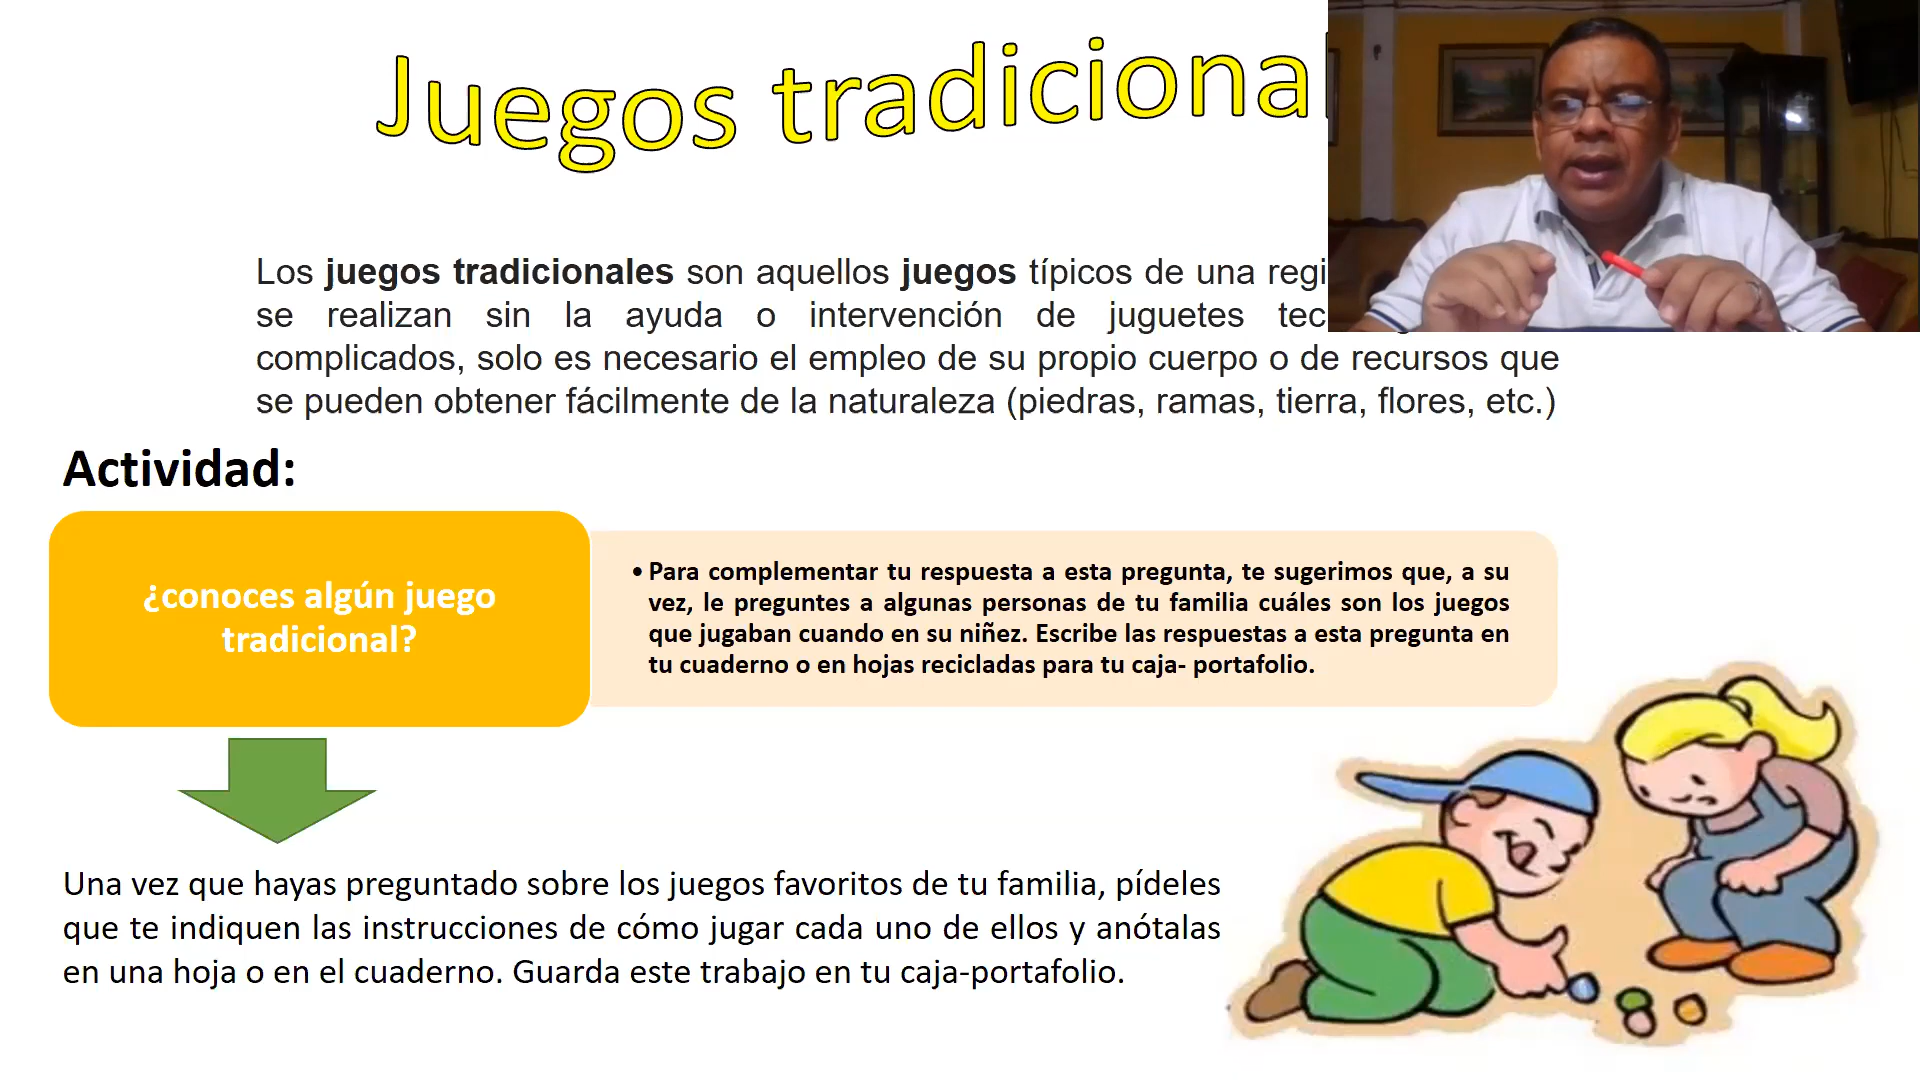 Juegos tradicional
Los juegos tradicionales son aquellos juegos típicos de una regi
se realizan sin la ayuda o intervención de juguetes tec
complicados, solo es necesario el empleo de su propio cuerpo o de recursos que
se pueden obtener fácilmente de la naturaleza (piedras, ramas, tierra, flores, etc.)
Actividad:
¿conoces algún juego
tradicional?
• Para complementar tu respuesta a esta pregunta, te sugerimos que, a su
vez, le preguntes a algunas personas de tu familia cuáles son los juegos
que jugaban cuando en su niñez. Escribe las respuestas a esta pregunta en
tu cuaderno o en hojas recicladas para tu caja- portafolio.
Una vez que hayas preguntado sobre los juegos favoritos de tu familia, pídeles
que te indiquen las instrucciones de cómo jugar cada uno de ellos y anótalas
en una hoja o en el cuaderno. Guarda este trabajo en tu caja-portafolio.